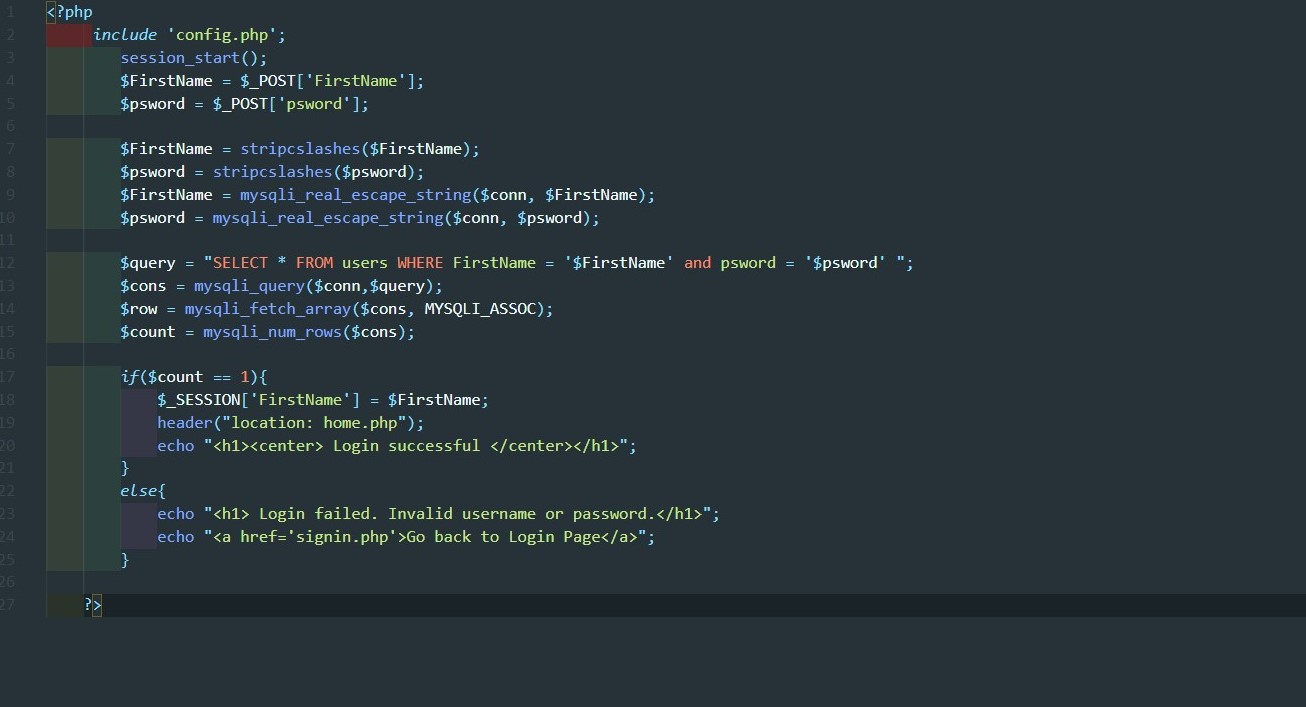 1 <?php
2 include 'config.php';
3 session_start();
4 $FirstName = $_POST['FirstName'];
5 $psword = $_POST['psword'];
6
7 $FirstName = stripcslashes($FirstName);
8 $psword = stripcslashes($psword);
9 $FirstName = mysqli_real_escape_string($conn, $FirstName);
10 $psword = mysqli_real_escape_string($conn, $psword);
11
12 $query = "SELECT * FROM users WHERE FirstName = '$FirstName' and psword = '$psword' ";
13 $cons = mysqli_query($conn,$query);
14 $row = mysqli_fetch_array($cons, MYSQLI_ASSOC);
15 $count = mysqli_num_rows($cons);
16
17 if($count == 1){
18 $_SESSION['FirstName'] = $FirstName;
19 header("location: home.php");
20 echo "<h1><center> Login successful </center></h1>";
21 }
22 else{
23 echo "<h1> Login failed. Invalid username or password.</h1>";
24 echo "<a href='signin.php'>Go back to Login Page</a>";
25 }
26
27 ?>